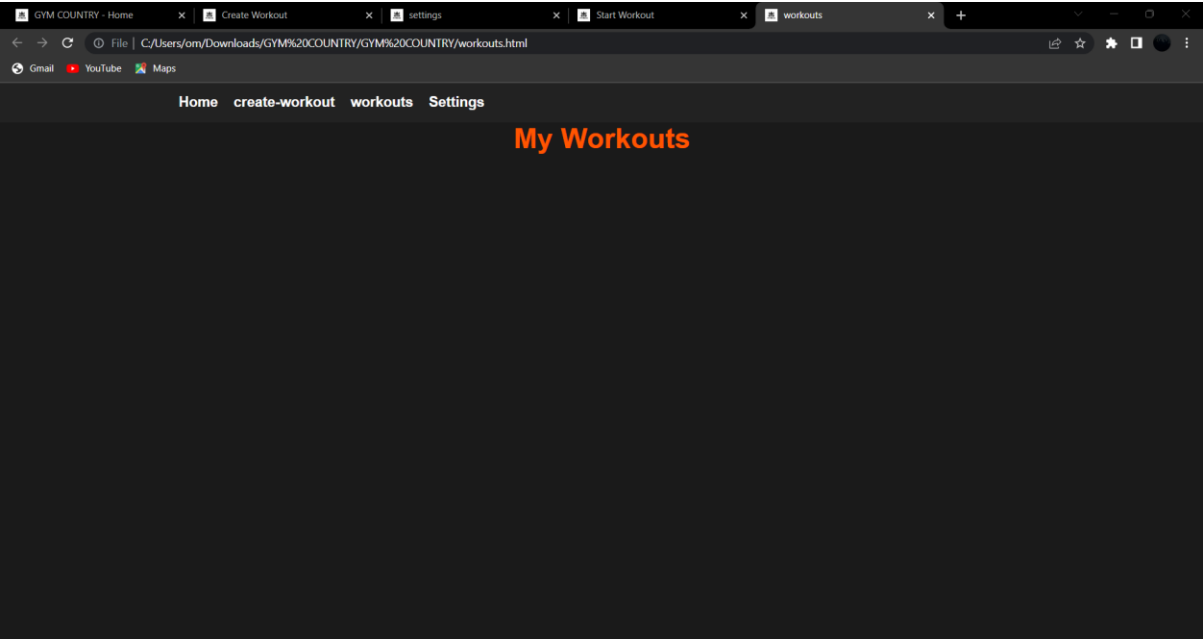 GYM COUNTRY - Home Create Workout settings Start Workout workouts
File C:/Users/om/Downloads/GYM%20COUNTRY/GYM%20COUNTRY/workouts.html
Gmail YouTube Maps
Home create-workout workouts Settings
My Workouts